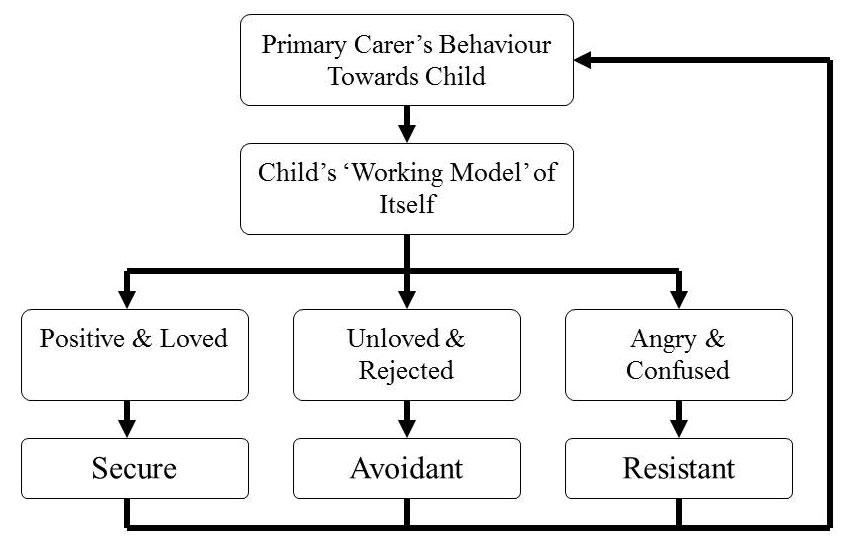 Primary Carer’s Behaviour
Towards Child
Child’s ‘Working Model’ of
Itself
Positive & Loved
Unloved &
Rejected
Angry &
Confused
Secure
Avoidant
Resistant